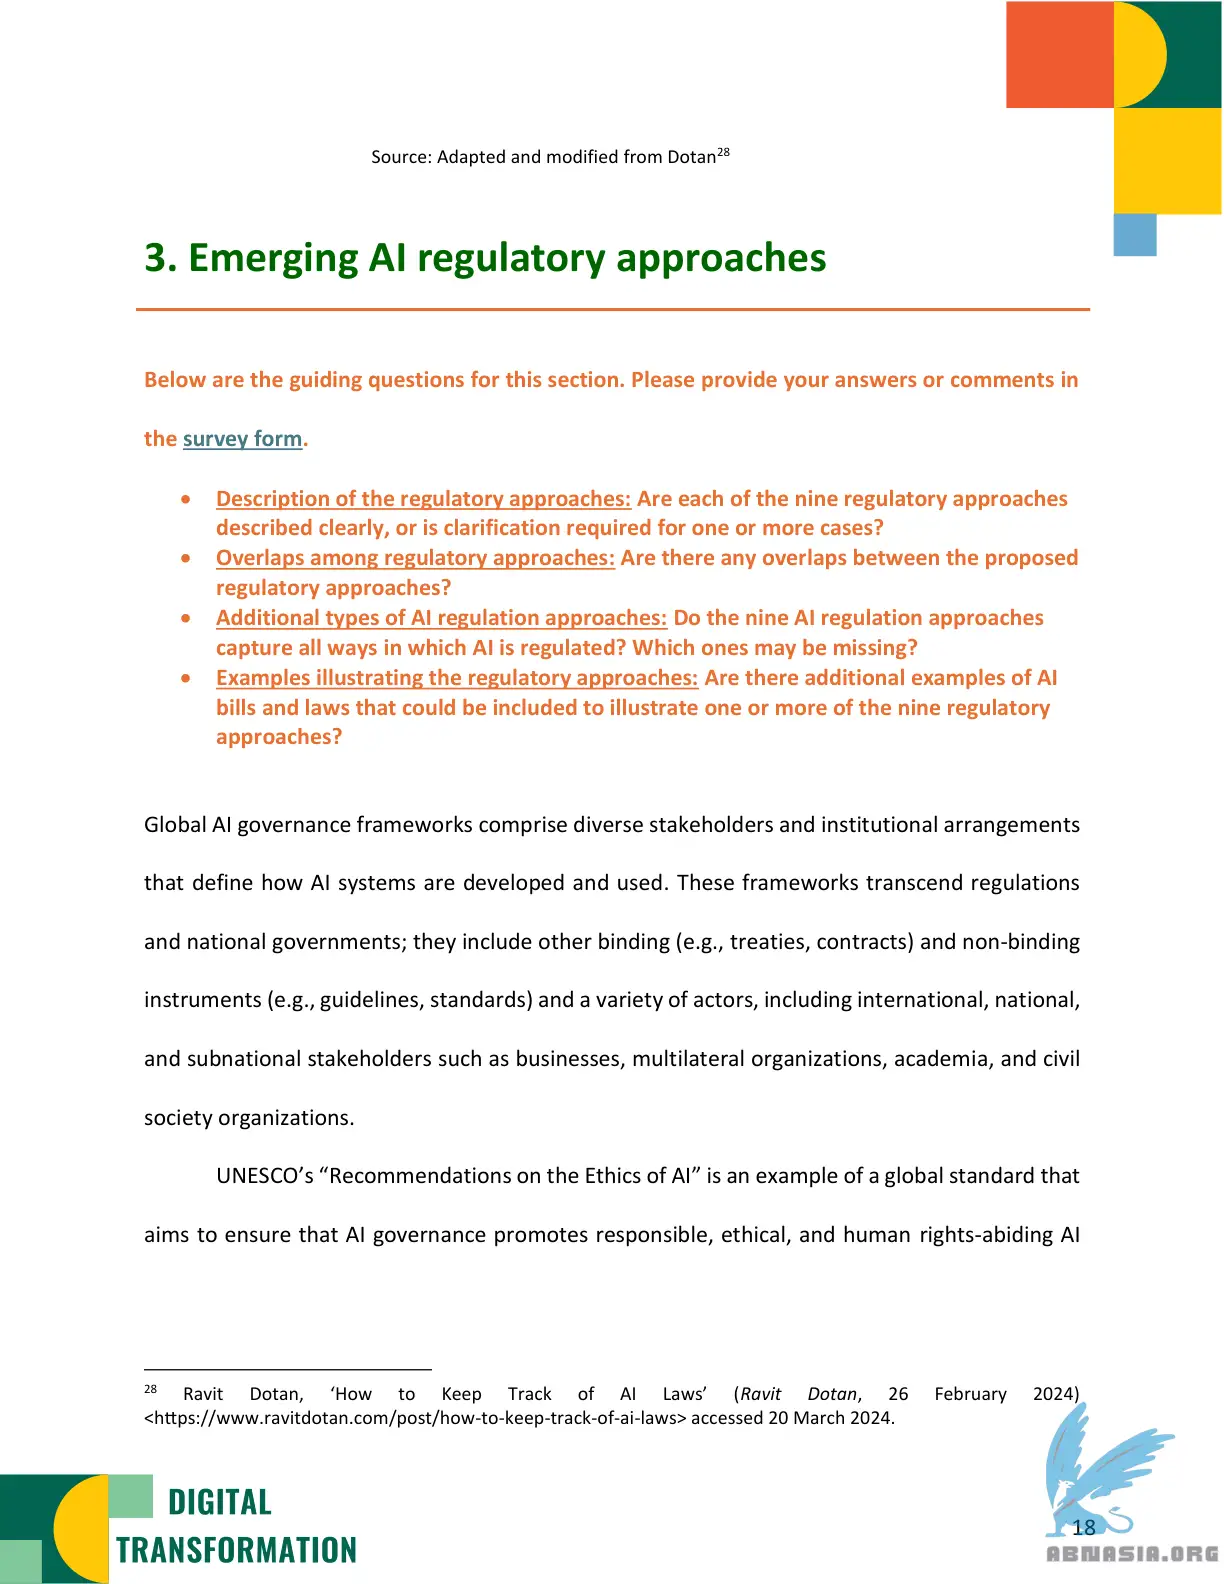 Source: Adapted and modified from Dotan28
3. Emerging AI regulatory approaches
Below are the guiding questions for this section. Please provide your answers or comments in
the survey form.
• Description of the regulatory approaches: Are each of the nine regulatory approaches
described clearly, or is clarification required for one or more cases?
• Overlaps among regulatory approaches: Are there any overlaps between the proposed
regulatory approaches?
• Additional types of AI regulation approaches: Do the nine AI regulation approaches
capture all ways in which AI is regulated? Which ones may be missing?
• Examples illustrating the regulatory approaches: Are there additional examples of AI
bills and laws that could be included to illustrate one or more of the nine regulatory
approaches?
Global AI governance frameworks comprise diverse stakeholders and institutional arrangements
that define how AI systems are developed and used. These frameworks transcend regulations
and national governments; they include other binding (e.g., treaties, contracts) and non-binding
instruments (e.g., guidelines, standards) and a variety of actors, including international, national,
and subnational stakeholders such as businesses, multilateral organizations, academia, and civil
society organizations.
UNESCO’s “Recommendations on the Ethics of AI” is an example of a global standard that
aims to ensure that AI governance promotes responsible, ethical, and human rights-abiding AI
28 Ravit Dotan, ‘How to Keep Track of AI Laws’ (Ravit Dotan, 26 February 2024)
<https://www.ravitdotan.com/post/how-to-keep-track-of-ai-laws> accessed 20 March 2024.
DIGITAL
TRANSFORMATION
18
ABNASIA.ORG